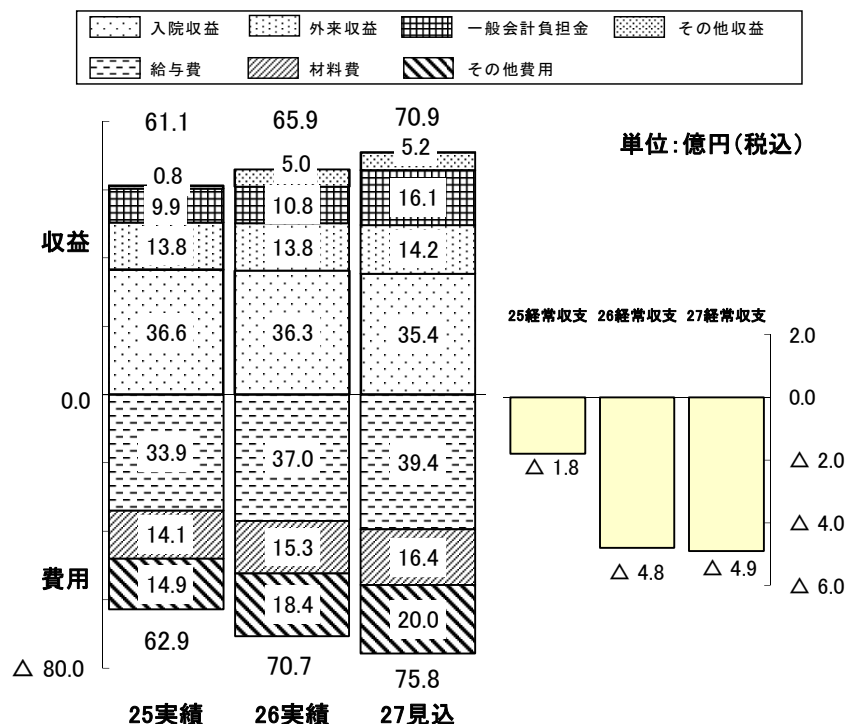 入院収益 外来収益 一般会計負担金 その他収益
給与費 材料費 その他費用
単位：億円（税込）
61.1 65.9 70.9
0.8 5.0 5.2
9.9 10.8 16.1
収益
13.8 13.8 14.2
36.6 36.3 35.4
0.0
33.9 37.0 39.4
14.1 15.3 16.4
費用
14.9 18.4 20.0
62.9 70.7 75.8
△ 80.0
25実績 26実績 27見込
25経常収支 26経常収支 27経常収支
2.0
0.0
△ 2.0
△ 4.0
△ 6.0
△ 1.8
△ 4.8
△ 4.9